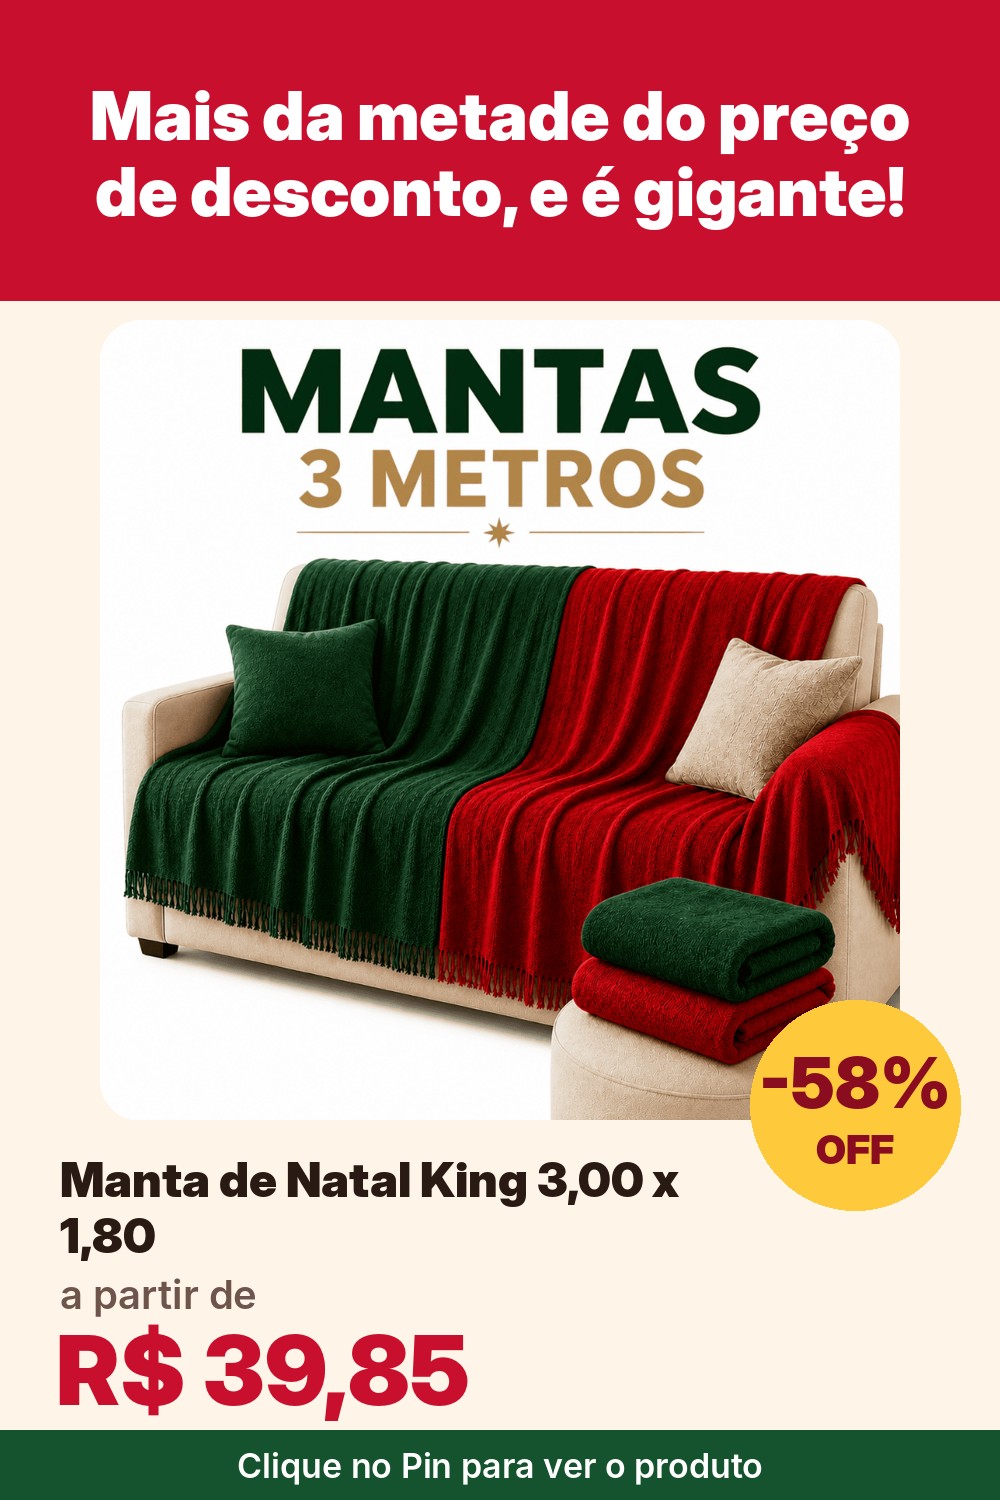 Mais da metade do preço
de desconto, e é gigante!
MANTAS
3 METROS
-58%
OFF
Manta de Natal King 3,00 x
1,80
a partir de
R$ 39,85
Clique no Pin para ver o produto